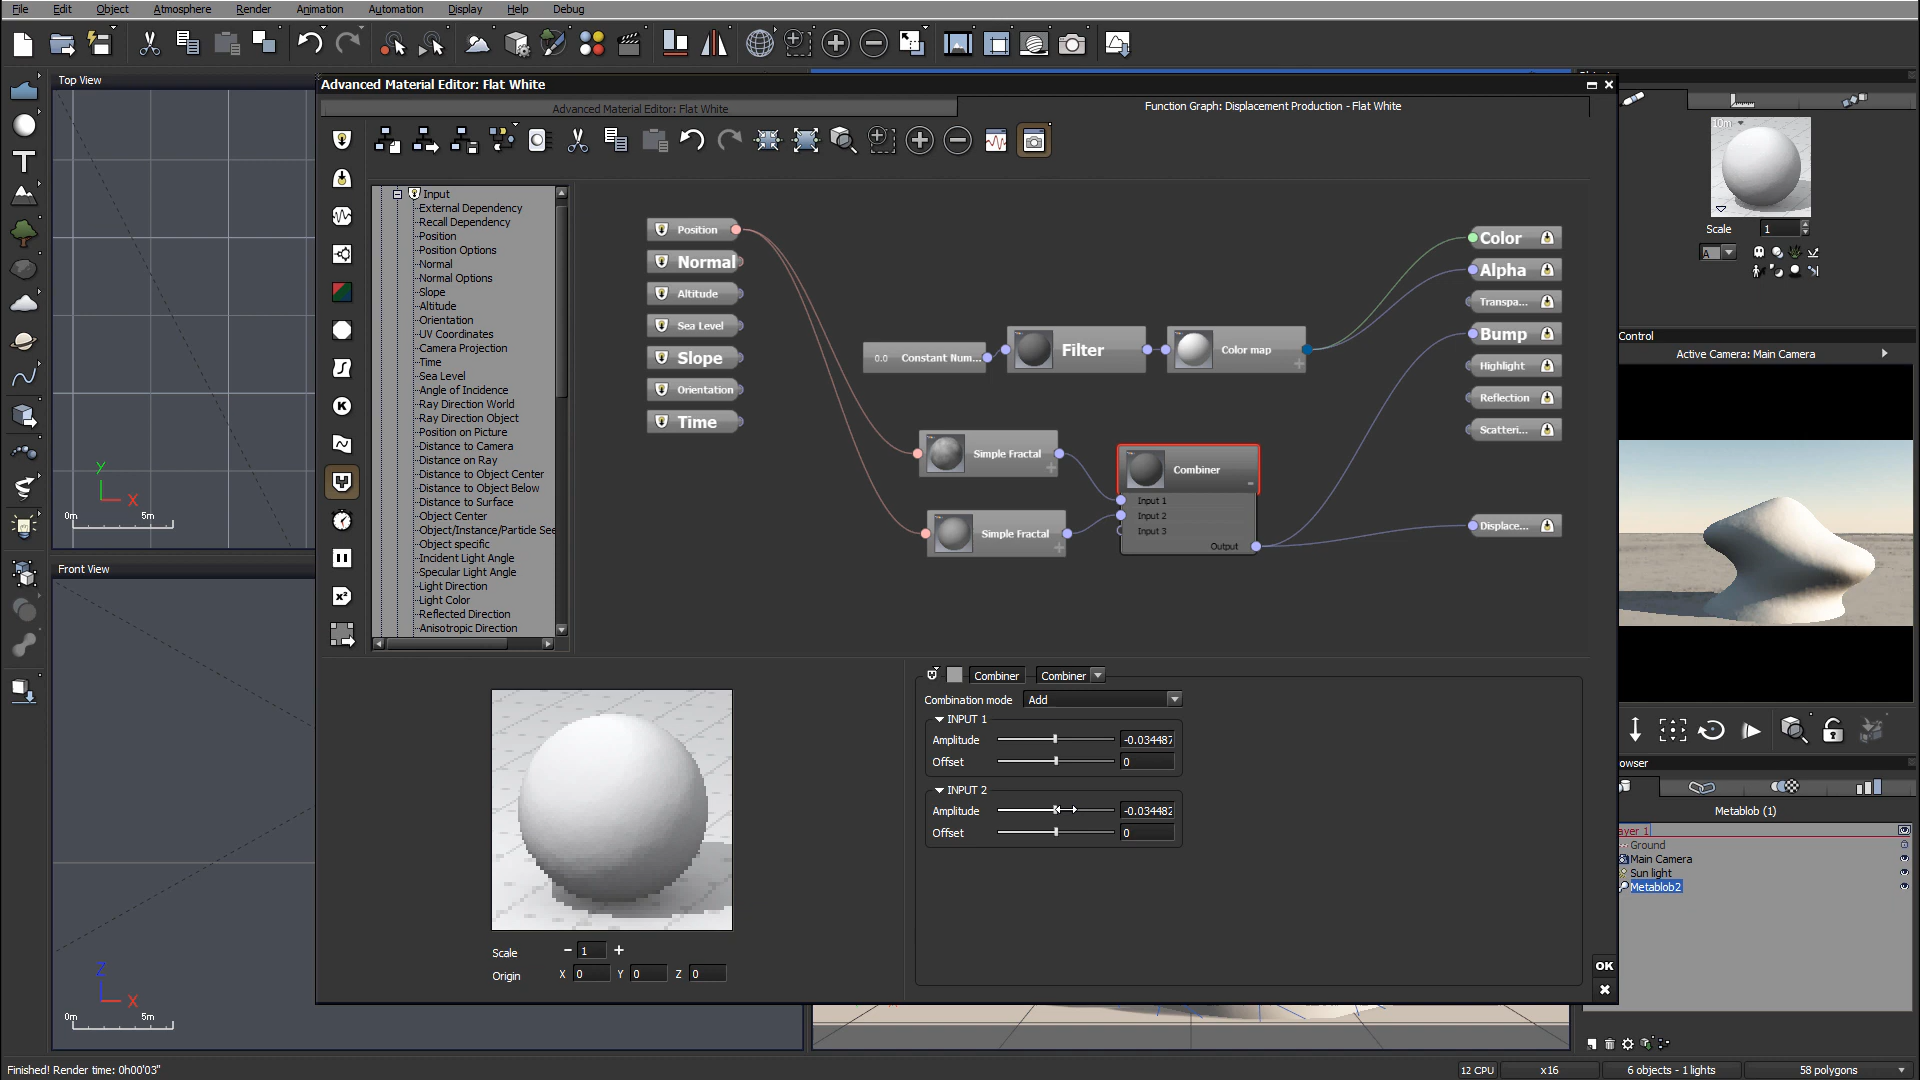 File Edit Object Atmosphere Render Animation Automation Display Help Debug
Top View
Advanced Material Editor: Flat White
Advanced Material Editor: Flat White
Function Graph: Displacement Production - Flat White
Input
External Dependency
Recall Dependency
Position
Position Options
Normal
Normal Options
Slope
Altitude
Orientation
UV Coordinates
Camera Projection
Time
Sea Level
Angle of Incidence
Ray Direction World
Ray Direction Object
Position on Picture
Distance to Camera
Distance on Ray
Distance to Object Center
Distance to Object Below
Distance to Surface
Object Center
Object/Instance/Particle See
Object specific
Incident Light Angle
Specular Light Angle
Light Direction
Light Color
Reflected Direction
Anisotropic Direction
Position
Normal
Altitude
Sea Level
Slope
Orientation
Time
0.0 Constant Num...
Filter
Color map
Simple Fractal
Simple Fractal
Combiner
Input 1
Input 2
Input 3
Output
Color
Alpha
Transpa...
Bump
Highlight
Reflection
Scatteri...
Displace...
10m
Scale 1
A
Control
Active Camera: Main Camera
Y
X
0m 5m
Front View
Z
X
0m 5m
Scale 1
Origin X 0 Y 0 Z 0
Combiner Combiner
Combination mode Add
INPUT 1
Amplitude -0.034487
Offset 0
INPUT 2
Amplitude -0.034482
Offset 0
OK
owser
Metablob (1)
ayer 1
Ground
Main Camera
Sun light
Metablob2
Finished! Render time: 0h00'03"
12 CPU x16 6 objects - 1 lights 58 polygons